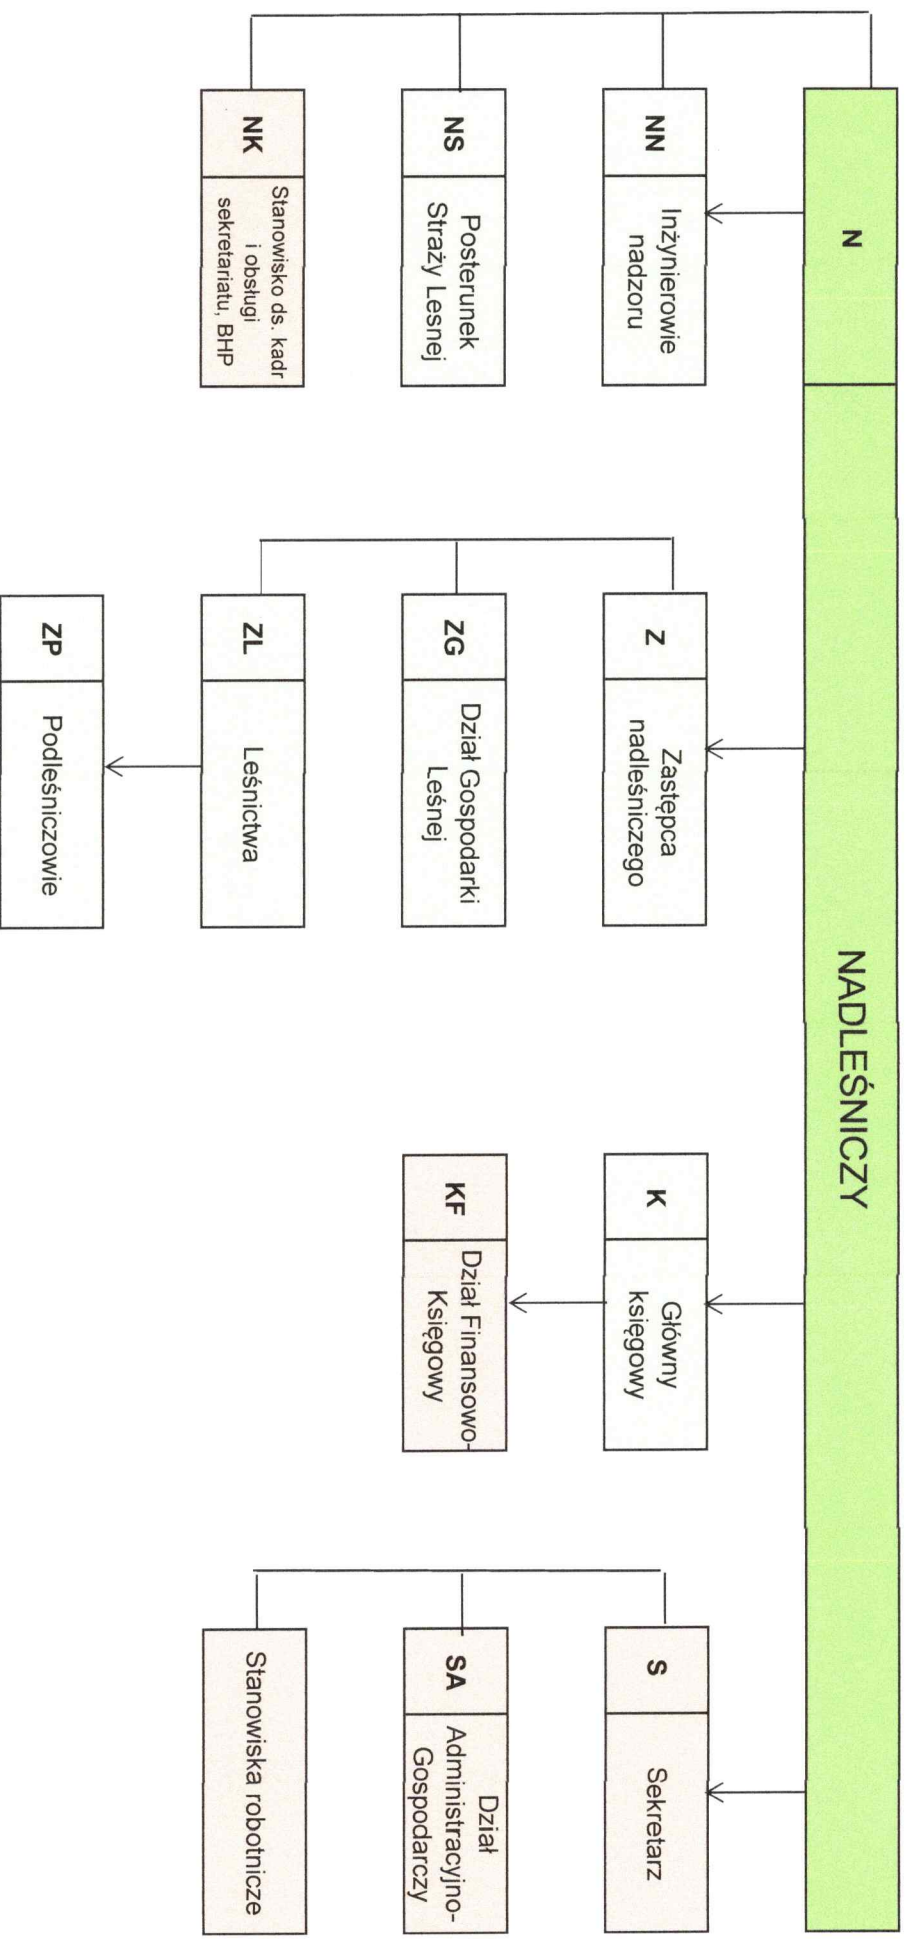 N
NADLEŚNICZY
NN
Inżynierowie
nadzoru
Z
Zastępca
nadleśniczego
K
Główny
księgowy
S
Sekretarz
NS
Posterunek
Straży Lesnej
ZG
Dział Gospodarki
Leśnej
KF
Dział Finansowo-
Księgowy
SA
Dział
Administracyjno-
Gospodarczy
NK
Stanowisko ds. kadr
i obsługi
sekretariatu, BHP
ZL
Leśnictwa
Stanowiska robotnicze
ZP
Podleśniczowie